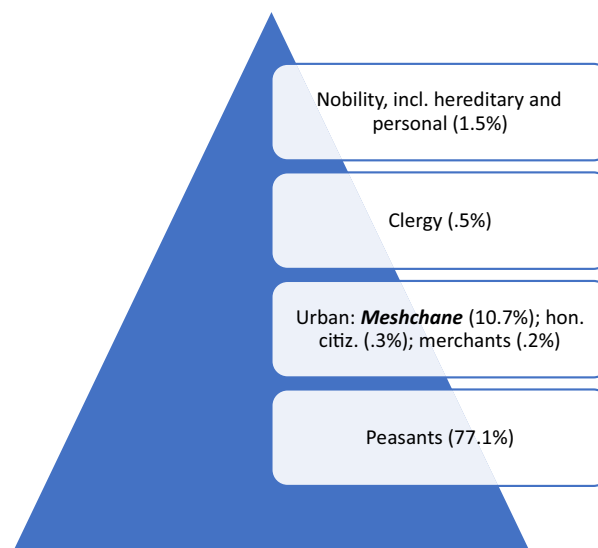 Nobility, incl. hereditary and
personal (1.5%)
Clergy (.5%)
Urban: Meshchane (10.7%); hon.
citiz. (.3%); merchants (.2%)
Peasants (77.1%)